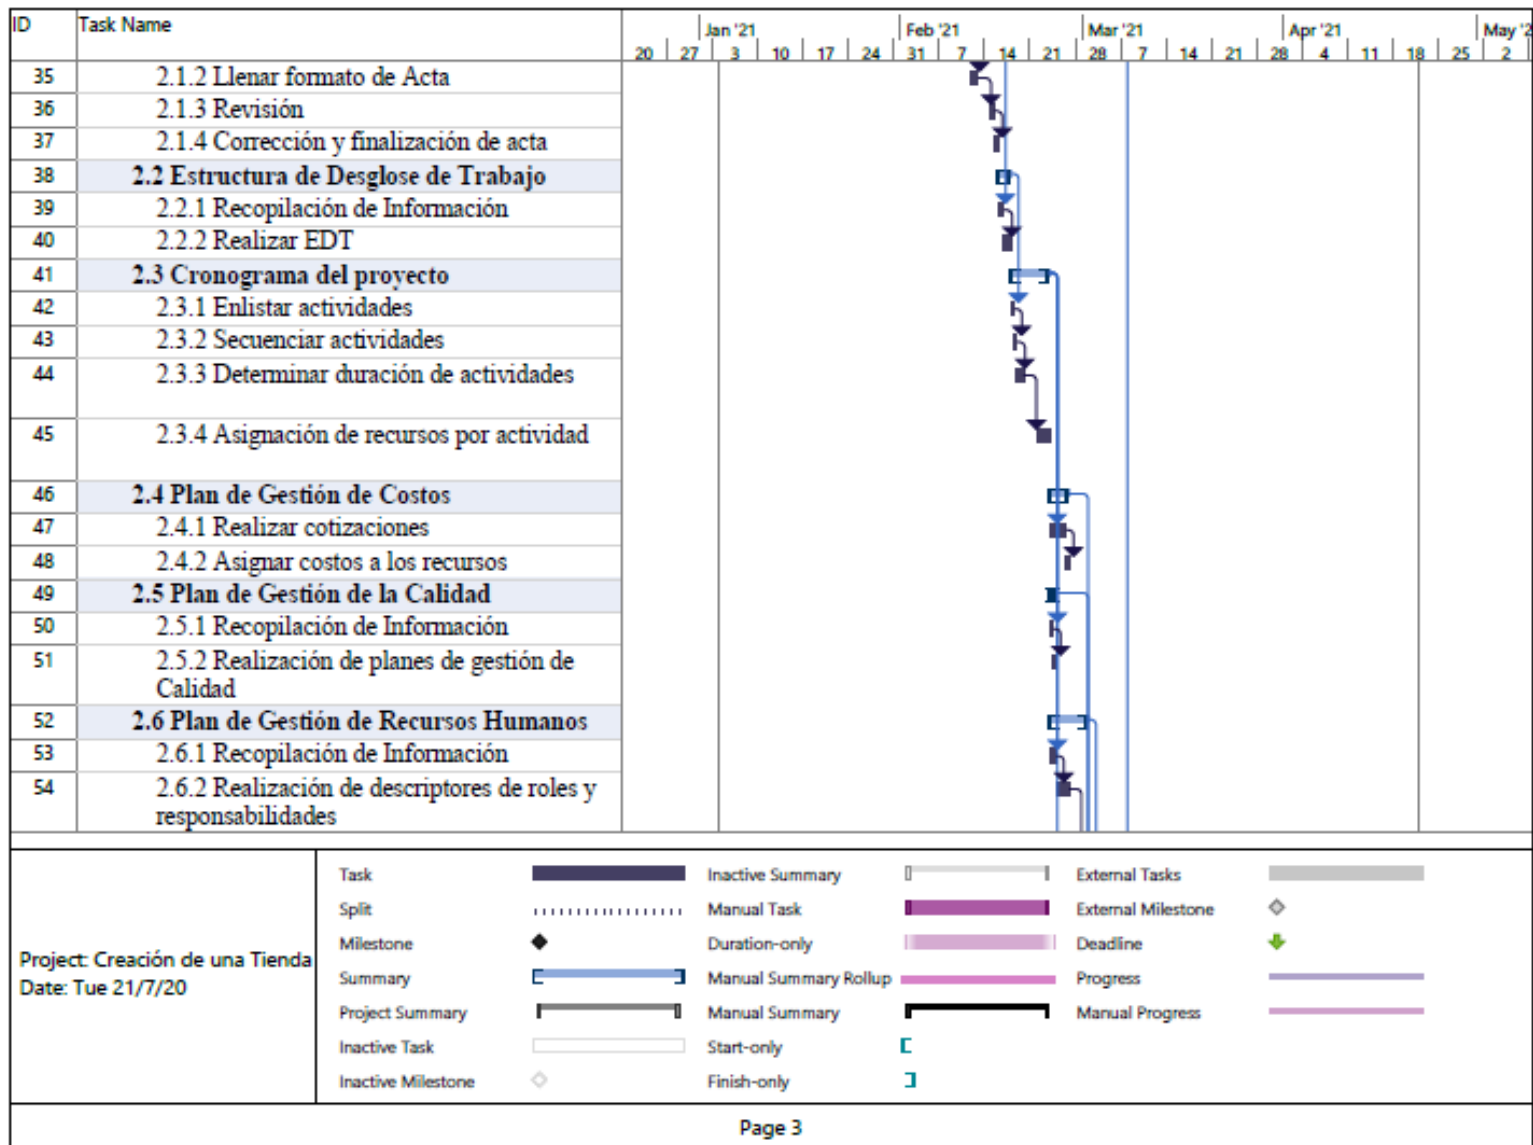 ID Task Name Jan '21 Feb '21 Mar '21 Apr '21 May '2
20 27 3 10 17 24 31 7 14 21 28 7 14 21 28 4 11 18 25 2
35 2.1.2 Llenar formato de Acta
36 2.1.3 Revisión
37 2.1.4 Corrección y finalización de acta
38 2.2 Estructura de Desglose de Trabajo
39 2.2.1 Recopilación de Información
40 2.2.2 Realizar EDT
41 2.3 Cronograma del proyecto
42 2.3.1 Enlistar actividades
43 2.3.2 Secuenciar actividades
44 2.3.3 Determinar duración de actividades
45 2.3.4 Asignación de recursos por actividad
46 2.4 Plan de Gestión de Costos
47 2.4.1 Realizar cotizaciones
48 2.4.2 Asignar costos a los recursos
49 2.5 Plan de Gestión de la Calidad
50 2.5.1 Recopilación de Información
51 2.5.2 Realización de planes de gestión de
Calidad
52 2.6 Plan de Gestión de Recursos Humanos
53 2.6.1 Recopilación de Información
54 2.6.2 Realización de descriptores de roles y
responsabilidades
Project: Creación de una Tienda
Date: Tue 21/7/20
Task
Split
Milestone
Summary
Project Summary
Inactive Task
Inactive Milestone
Inactive Summary
Manual Task
Duration-only
Manual Summary Rollup
Manual Summary
Start-only
Finish-only
External Tasks
External Milestone
Deadline
Progress
Manual Progress
Page 3